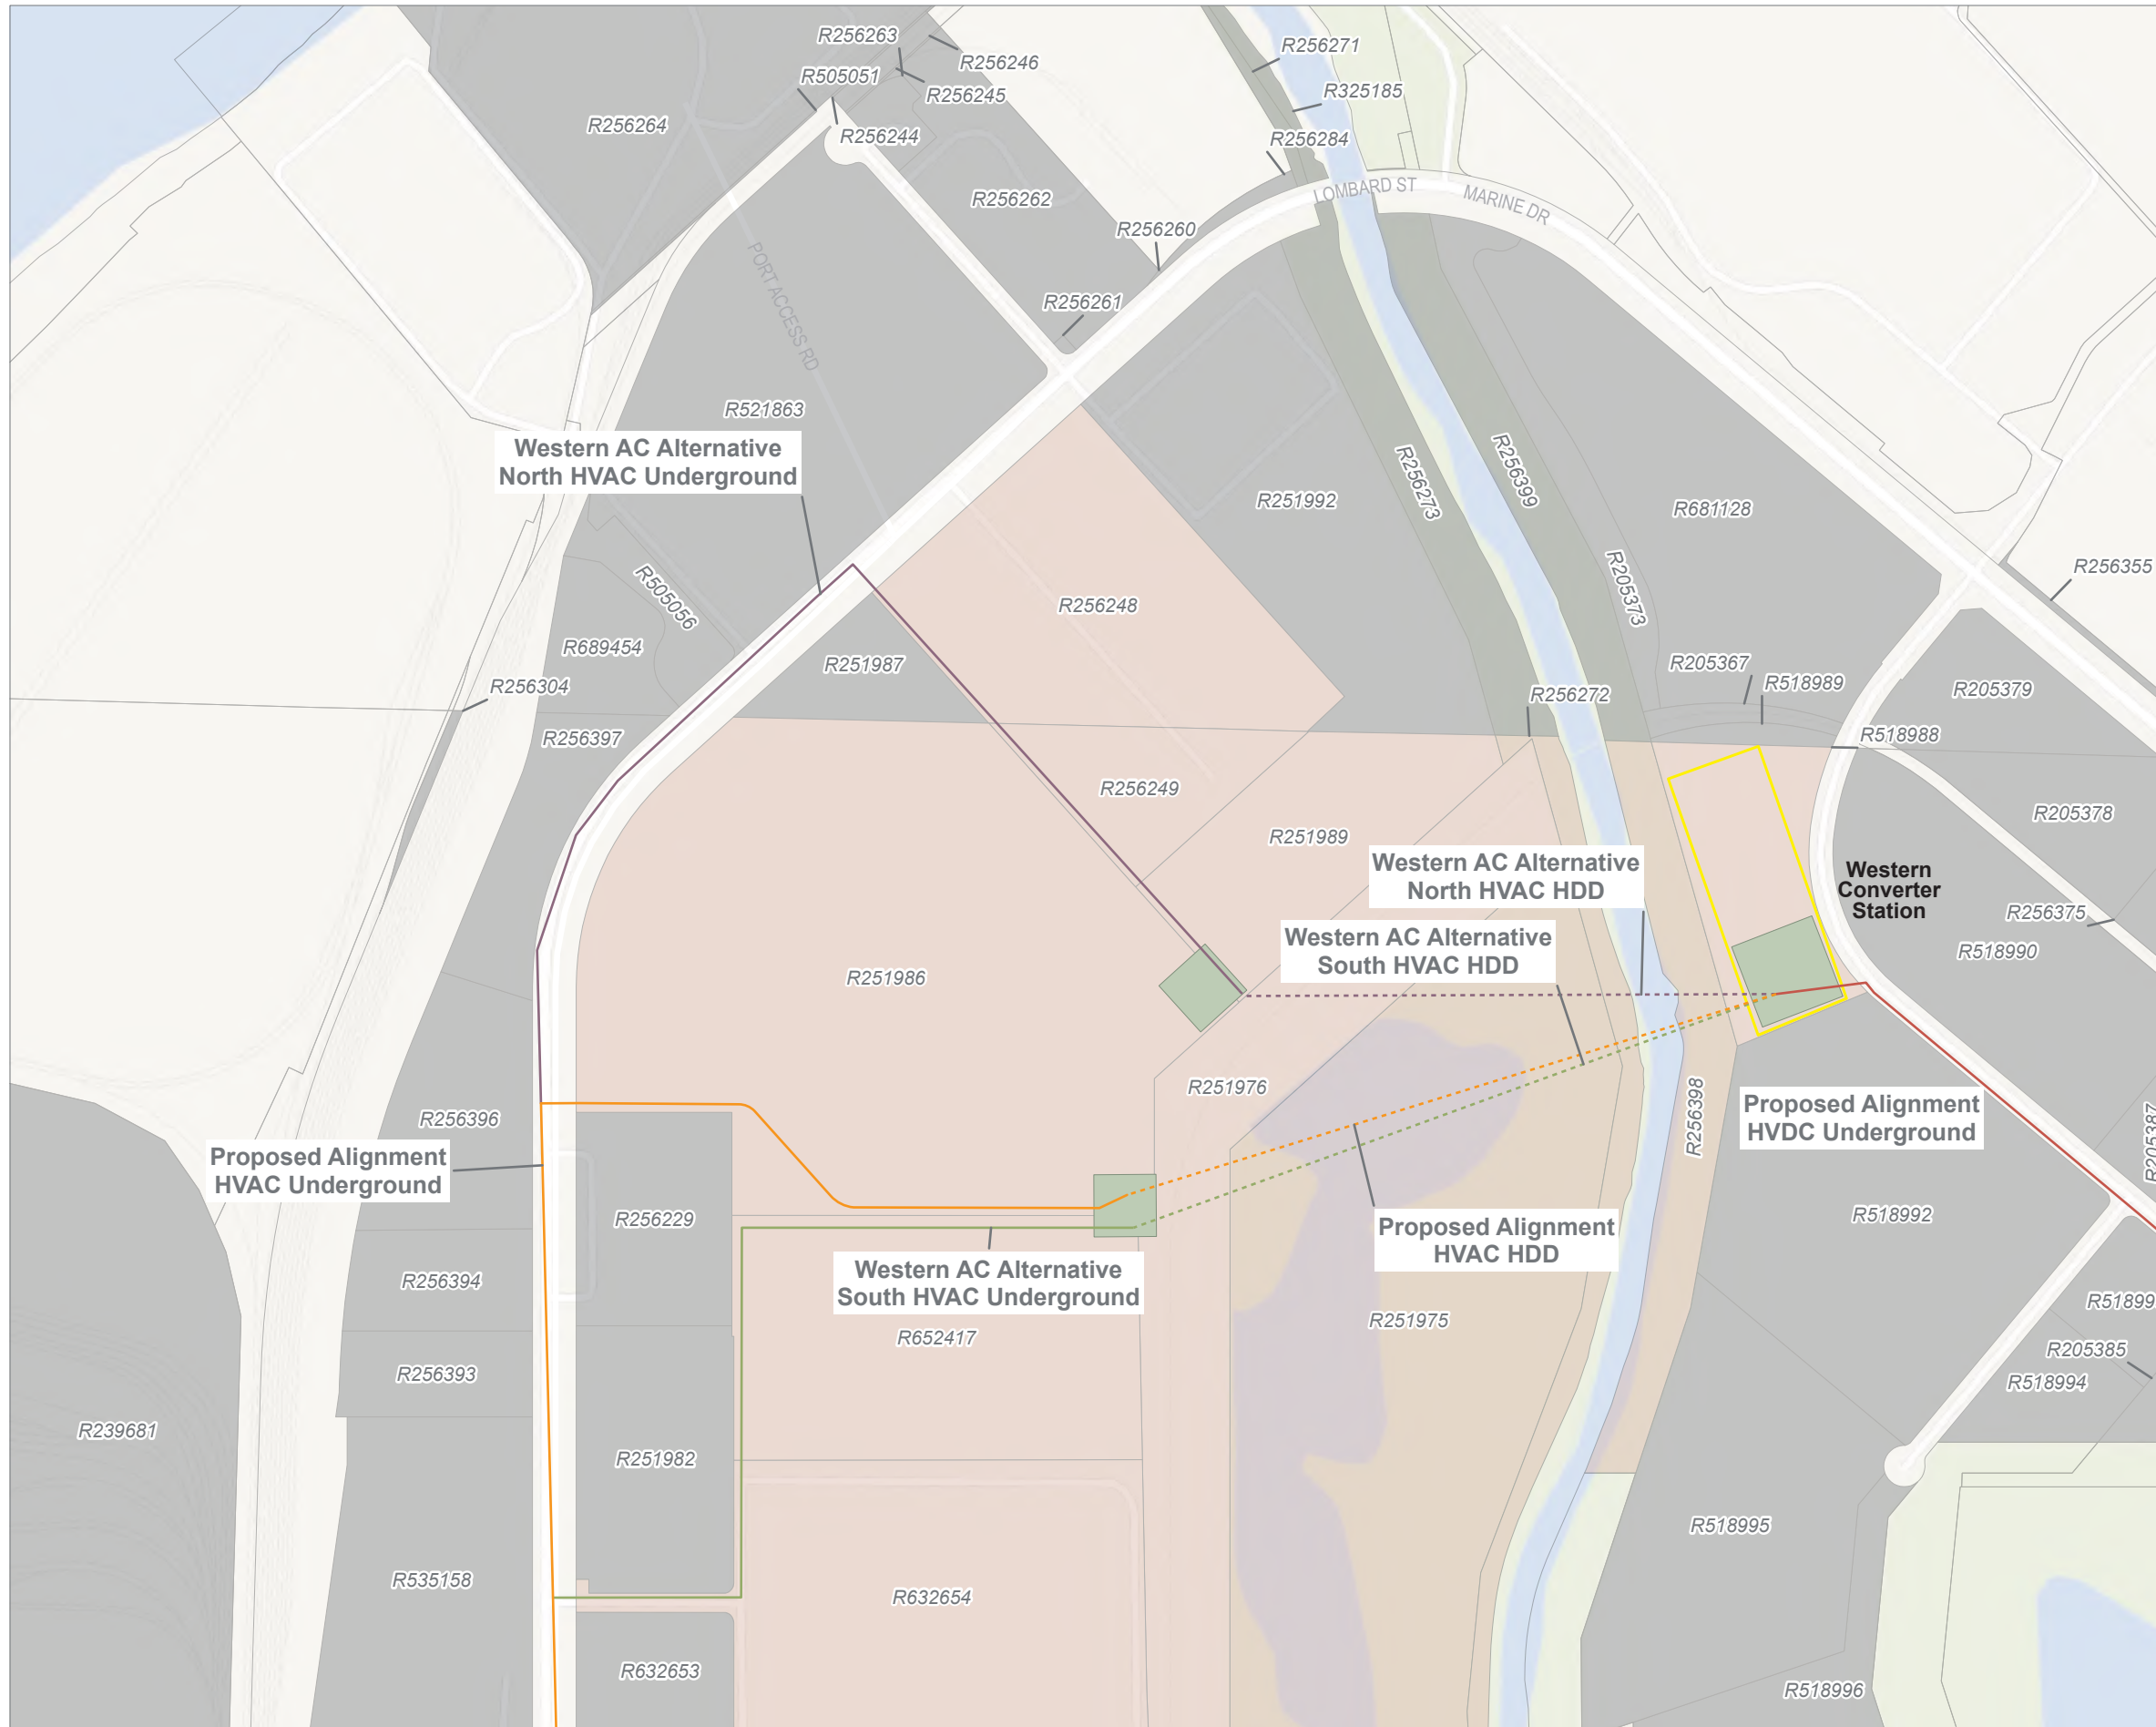 R256263
R256246
R505051
R256245
R256264
R256244
R256271
R325185
R256284
LOMBARD ST
MARINE DR
R256262
R256260
PORT ACCESS RD
R256261
R521863
Western AC Alternative
North HVAC Underground
R251992
R256273
R256399
R681128
R256355
R505056
R256248
R205373
R689454
R251987
R256304
R205367
R518989
R205379
R256272
R256397
R518988
R256249
R251989
R205378
Western AC Alternative
North HVAC HDD
Western
Converter
Station
R256375
Western AC Alternative
South HVAC HDD
R518990
R251986
R251976
R256396
R256398
Proposed Alignment
HVDC Underground
R205387
Proposed Alignment
HVAC Underground
R256229
R518992
Proposed Alignment
HVAC HDD
Western AC Alternative
South HVAC Underground
R256394
R51899
R251975
R652417
R205385
R256393
R518994
R239681
R251982
R518995
R535158
R632654
R632653
R518996